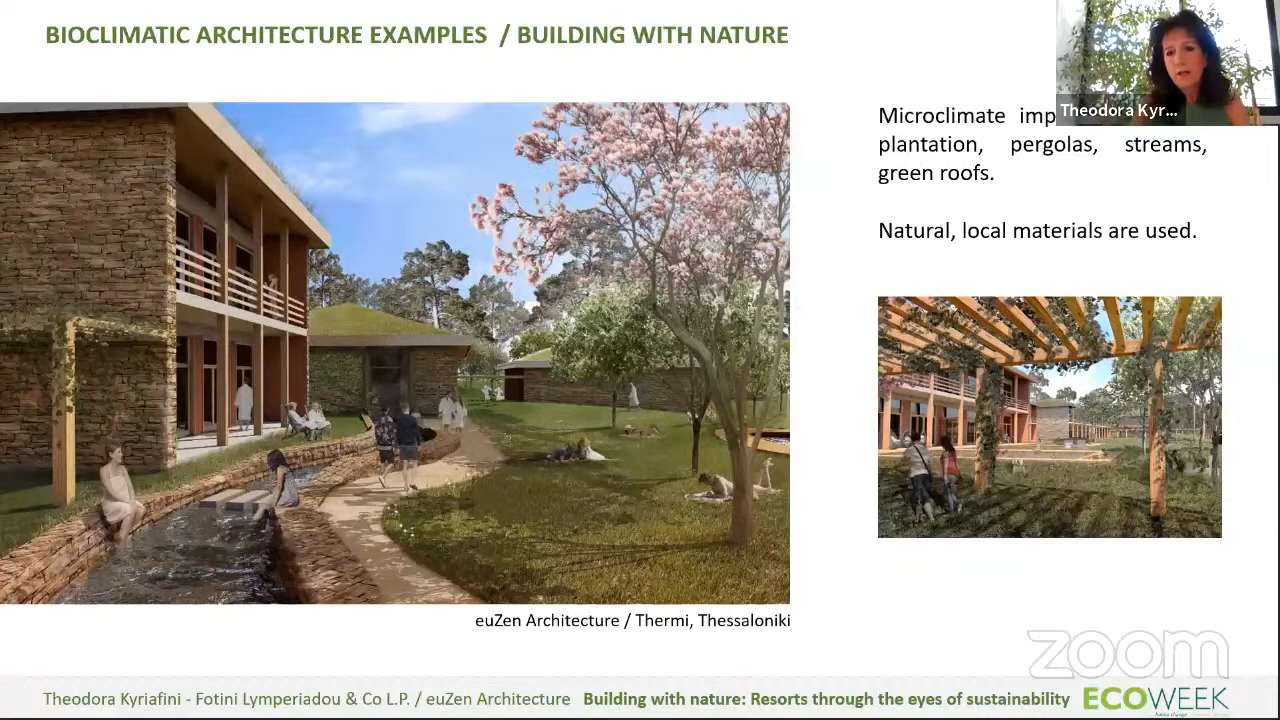 BIOCLIMATIC ARCHITECTURE EXAMPLES / BUILDING WITH NATURE
Theodora Kyr...
Microclimate
plantation, pergolas, streams,
green roofs.
Natural, local materials are used.
euZen Architecture / Thermi, Thessaloniki
zoom
Theodora Kyriafini - Fotini Lymperiadou & Co L.P. / euZen Architecture Building with nature: Resorts through the eyes of sustainability ECOWEEK